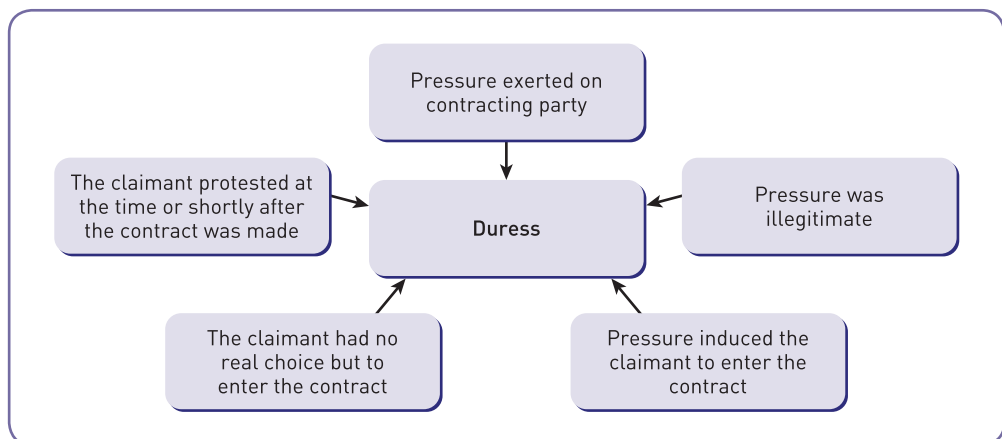 Pressure exerted on
contracting party
The claimant protested at
the time or shortly after
the contract was made
Duress
Pressure was
illegitimate
The claimant had no
real choice but to
enter the contract
Pressure induced the
claimant to enter the
contract